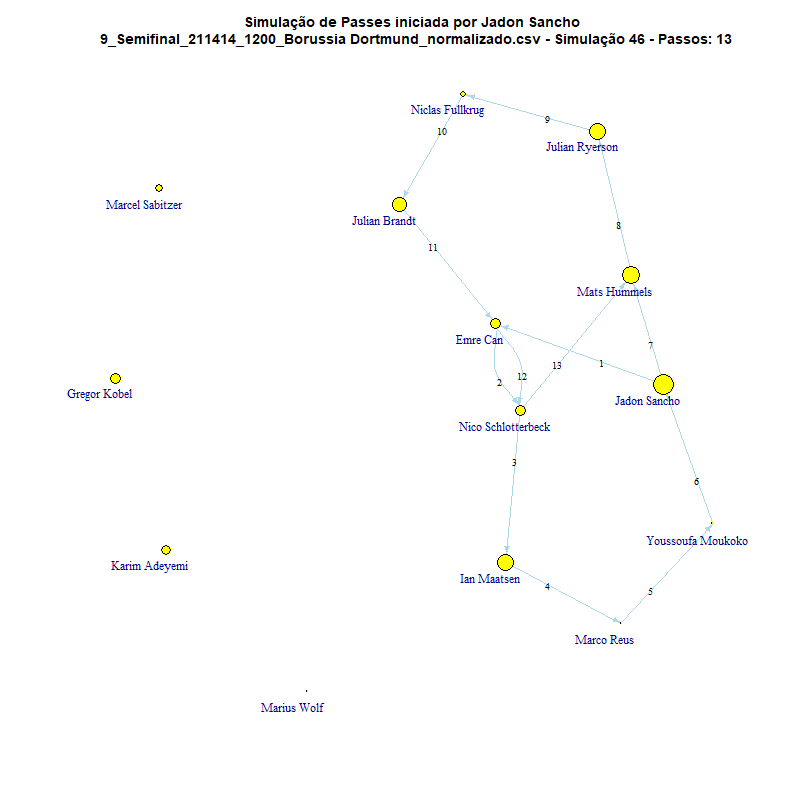 Simulação de Passes iniciada por Jadon Sancho
9_Semifinal_211414_1200_Borussia Dortmund_normalizado.csv - Simulação 46 - Passos: 13
Niclas Fullkrug
9
10
Julian Ryerson
Marcel Sabitzer
Julian Brandt
8
11
Mats Hummels
Emre Can
7
1
13
12
2
Gregor Kobel
Jadon Sancho
Nico Schlotterbeck
3
6
Youssoufa Moukoko
Karim Adeyemi
Ian Maatsen
4
5
Marco Reus
Marius Wolf